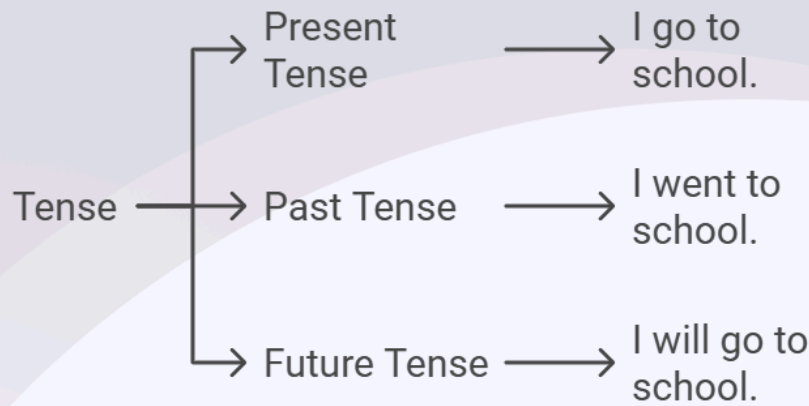 Tense
Present
Tense
I go to
school.
Past Tense
I went to
school.
Future Tense
I will go to
school.